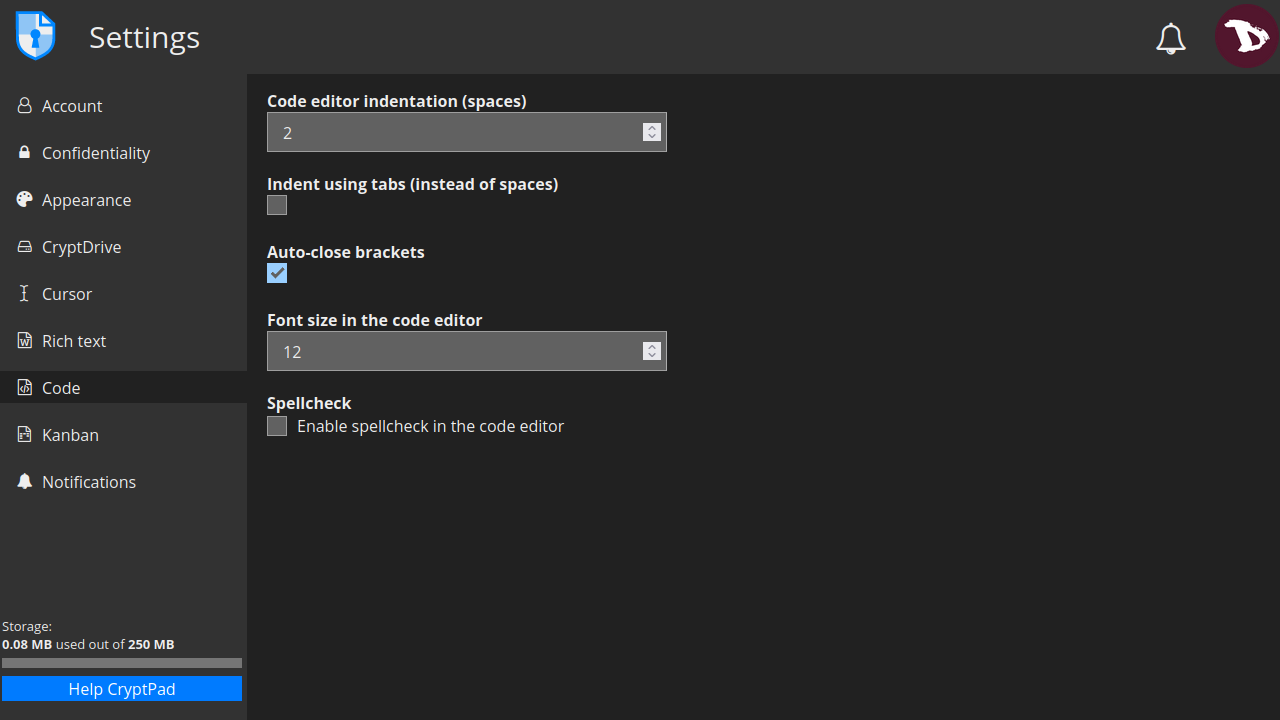 Settings
Account
Confidentiality
Appearance
CryptDrive
Cursor
Rich text
Code
Kanban
Notifications
Storage:
0.08 MB used out of 250 MB
Help CryptPad
Code editor indentation (spaces)
2
Indent using tabs (instead of spaces)
Auto-close brackets
Font size in the code editor
12
Spellcheck
Enable spellcheck in the code editor